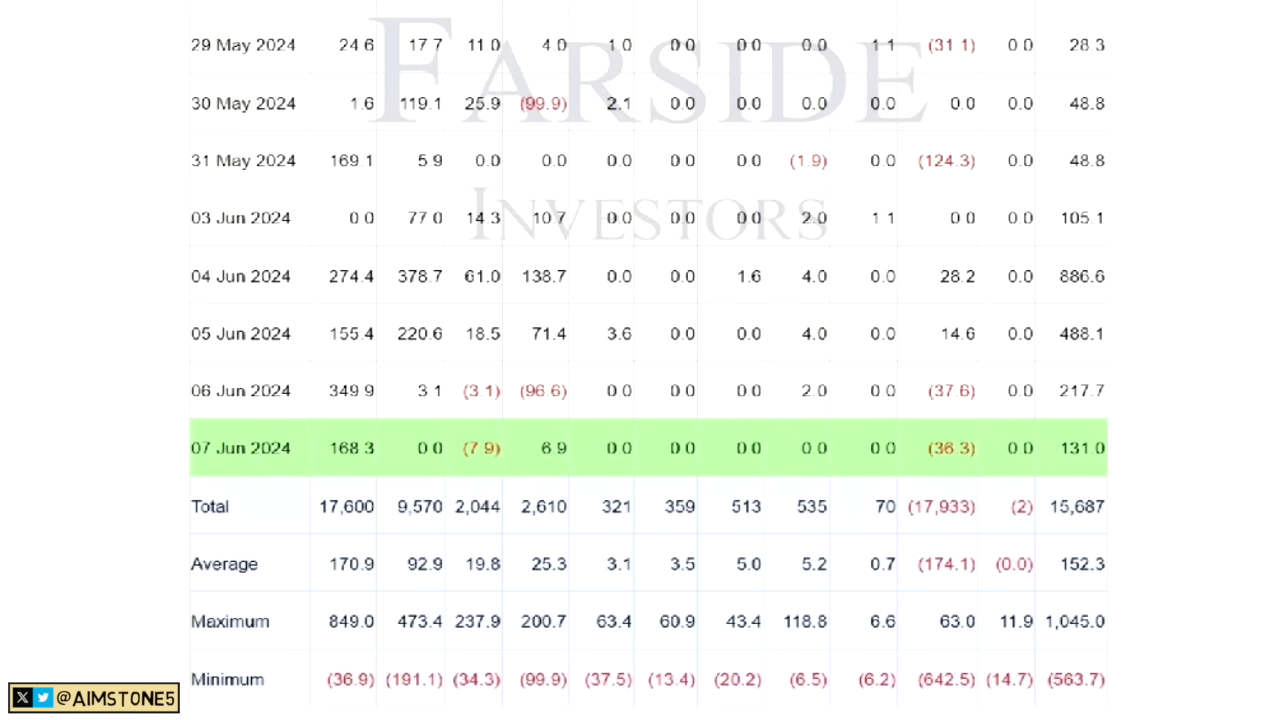 FARSIDE
INVESTORS
29 May 2024 24.6 17.7 11.0 4.0 1.0 0.0 0.0 0.0 1.1 (31.1) 0.0 28.3
30 May 2024 1.6 119.1 25.9 (99.9) 2.1 0.0 0.0 0.0 0.0 0.0 0.0 48.8
31 May 2024 169.1 5.9 0.0 0.0 0.0 0.0 0.0 (1.9) 0.0 (124.3) 0.0 48.8
03 Jun 2024 0.0 77.0 14.3 10.7 0.0 0.0 0.0 2.0 1.1 0.0 0.0 105.1
04 Jun 2024 274.4 378.7 61.0 138.7 0.0 0.0 1.6 4.0 0.0 28.2 0.0 886.6
05 Jun 2024 155.4 220.6 18.5 71.4 3.6 0.0 0.0 4.0 0.0 14.6 0.0 488.1
06 Jun 2024 349.9 3.1 (3.1) (96.6) 0.0 0.0 0.0 2.0 0.0 (37.6) 0.0 217.7
07 Jun 2024 168.3 0.0 (7.9) 6.9 0.0 0.0 0.0 0.0 0.0 (36.3) 0.0 131.0
Total 17,600 9,570 2,044 2,610 321 359 513 535 70 (17,933) (2) 15,687
Average 170.9 92.9 19.8 25.3 3.1 3.5 5.0 5.2 0.7 (174.1) (0.0) 152.3
Maximum 849.0 473.4 237.9 200.7 63.4 60.9 43.4 118.8 6.6 63.0 11.9 1,045.0
Minimum (36.9) (191.1) (34.3) (99.9) (37.5) (13.4) (20.2) (6.5) (6.2) (642.5) (14.7) (563.7)
@AIMSTONE5